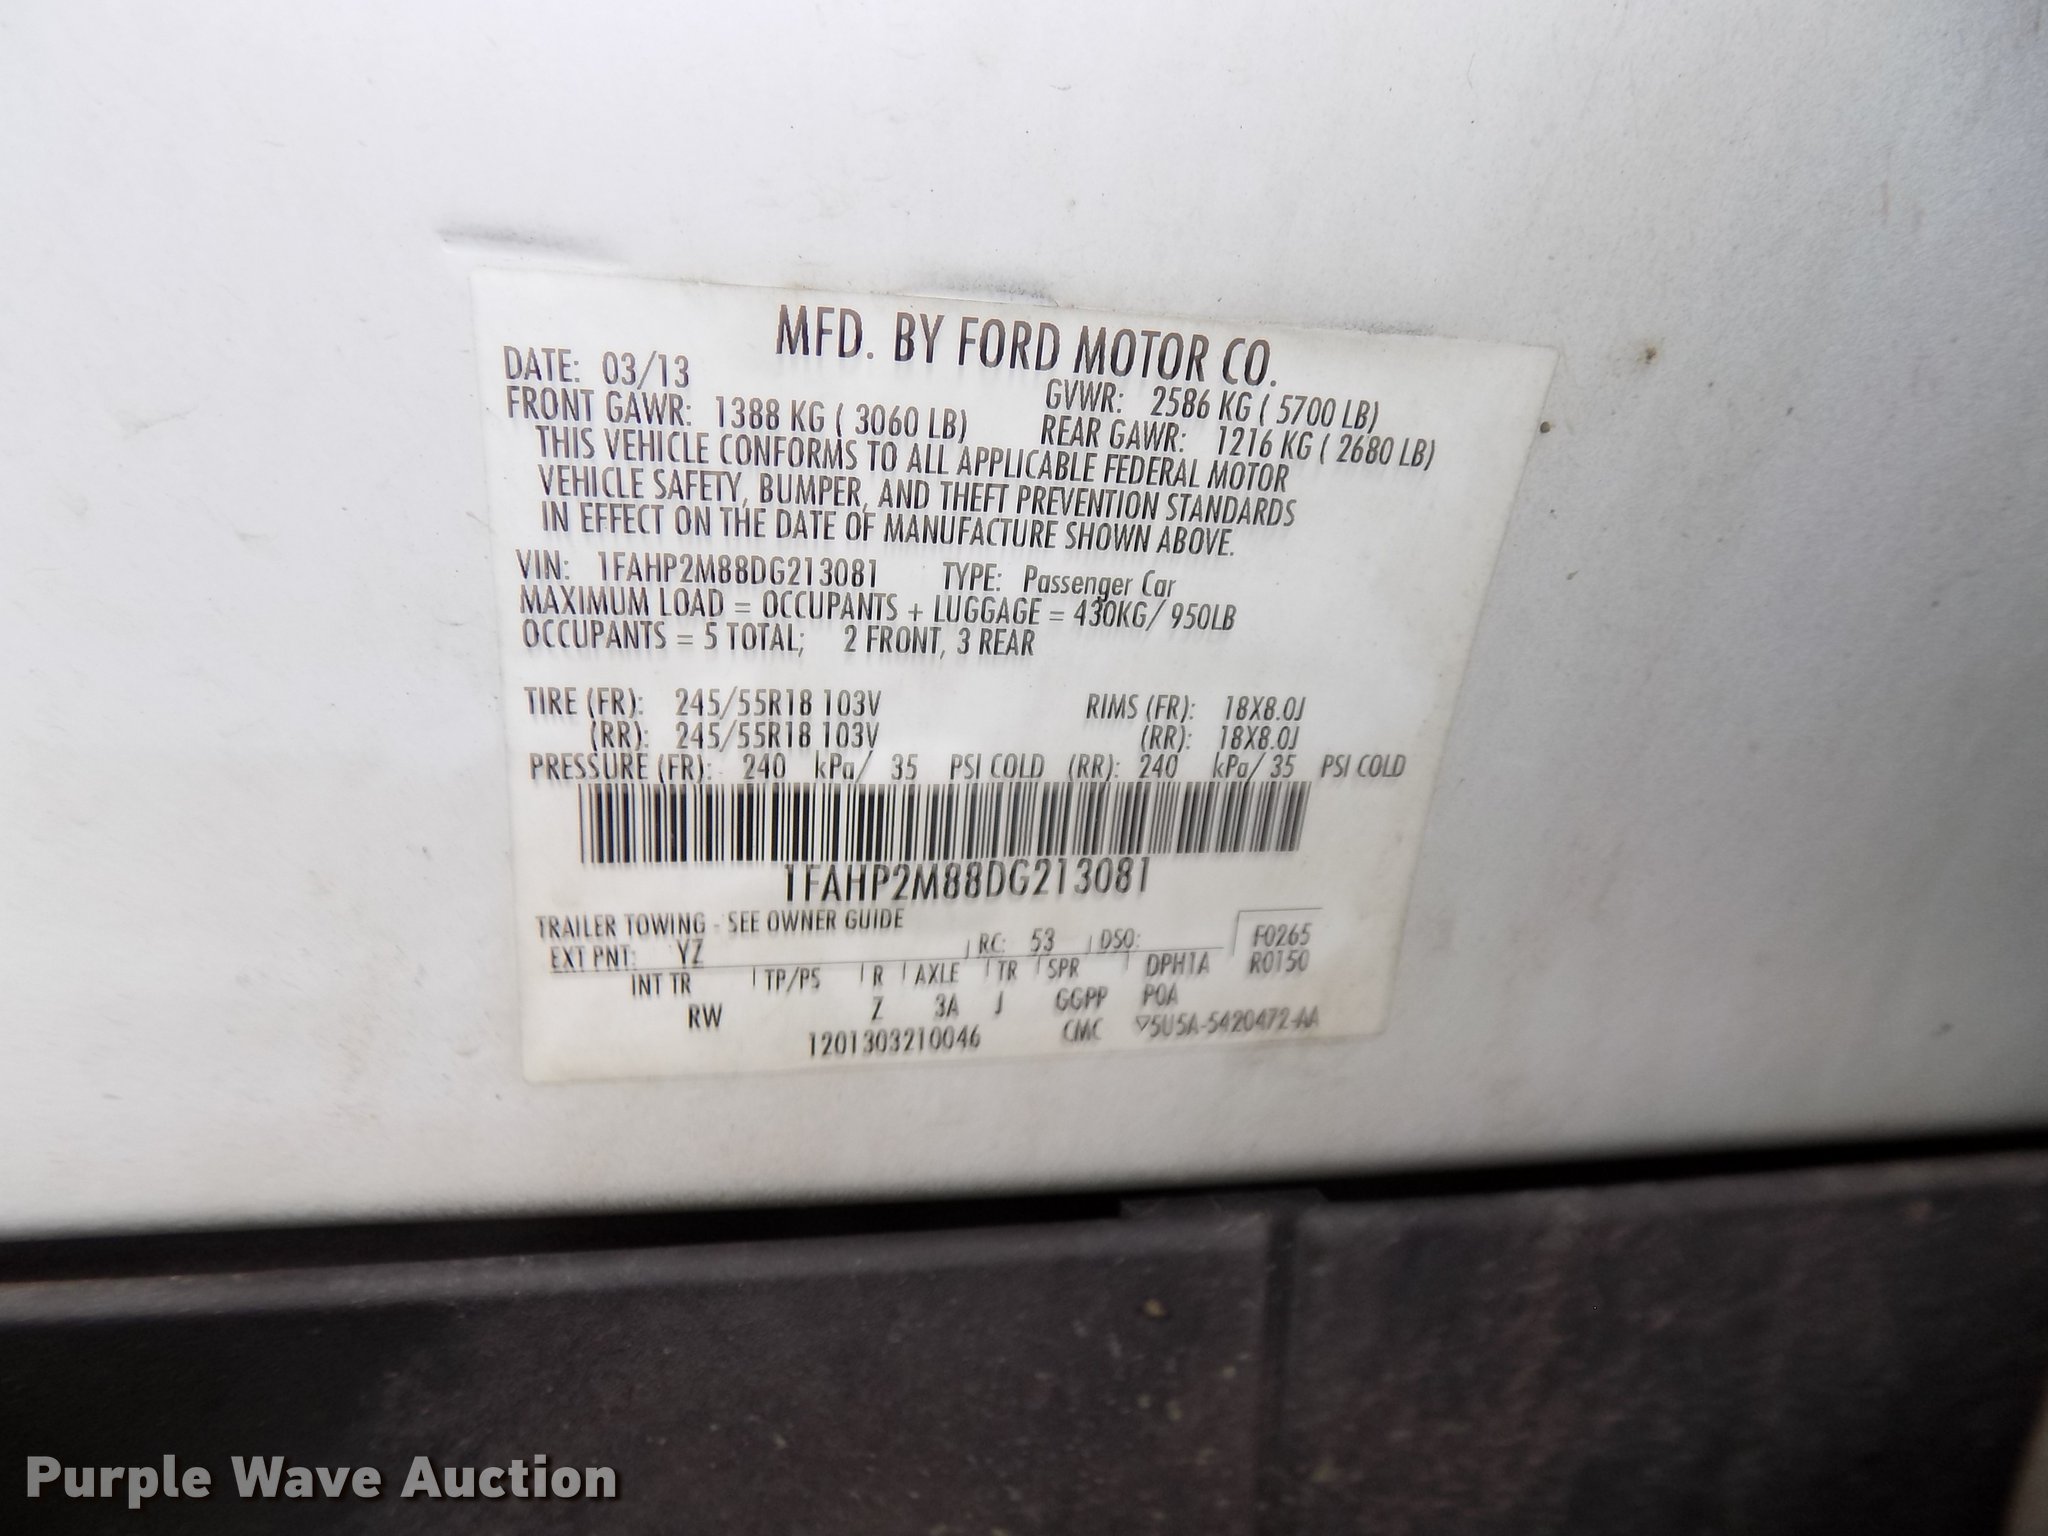 MFD. BY FORD MOTOR CO.
DATE: 03/13 GVWR: 2586 KG ( 5700 LB)
FRONT GAWR: 1388 KG ( 3060 LB) REAR GAWR: 1216 KG ( 2680 LB)
THIS VEHICLE CONFORMS TO ALL APPLICABLE FEDERAL MOTOR
VEHICLE SAFETY, BUMPER, AND THEFT PREVENTION STANDARDS
IN EFFECT ON THE DATE OF MANUFACTURE SHOWN ABOVE.
VIN: 1FAHP2M88DG213081 TYPE: Passenger Car
MAXIMUM LOAD = OCCUPANTS + LUGGAGE = 430KG/ 950LB
OCCUPANTS = 5 TOTAL; 2 FRONT, 3 REAR
TIRE (FR): 245/55R18 103V RIMS (FR): 18X8.0J
(RR): 245/55R18 103V (RR): 18X8.0J
PRESSURE (FR): 240 kPa/ 35 PSI COLD (RR): 240 kPa/ 35 PSI COLD
1FAHP2M88DG213081
TRAILER TOWING - SEE OWNER GUIDE
EXT PNT: YZ RC: 53 DSO: F0265
INT TR TP/PS R AXLE TR SPR DPH1A R0150
RW Z 3A J GGPP P0A
1201303210046 CMC ▽5U5A-5420472-AA
Purple Wave Auction